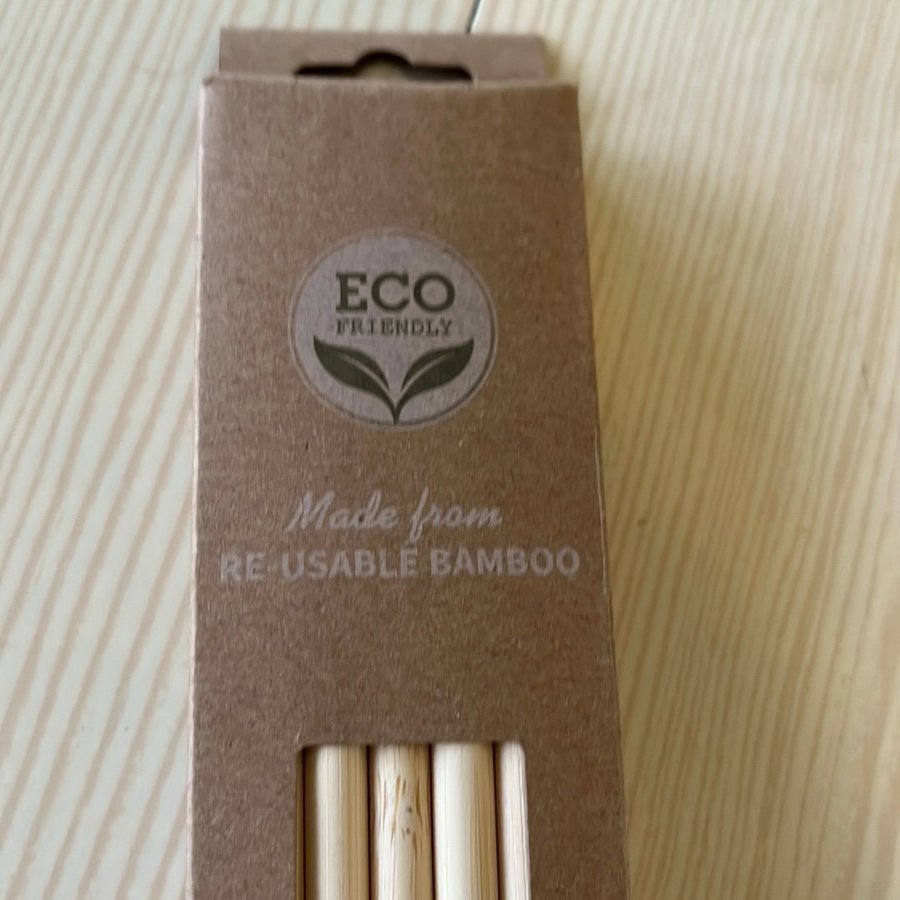 ECO
FRIENDLY
Made from
RE-USABLE BAMBOO